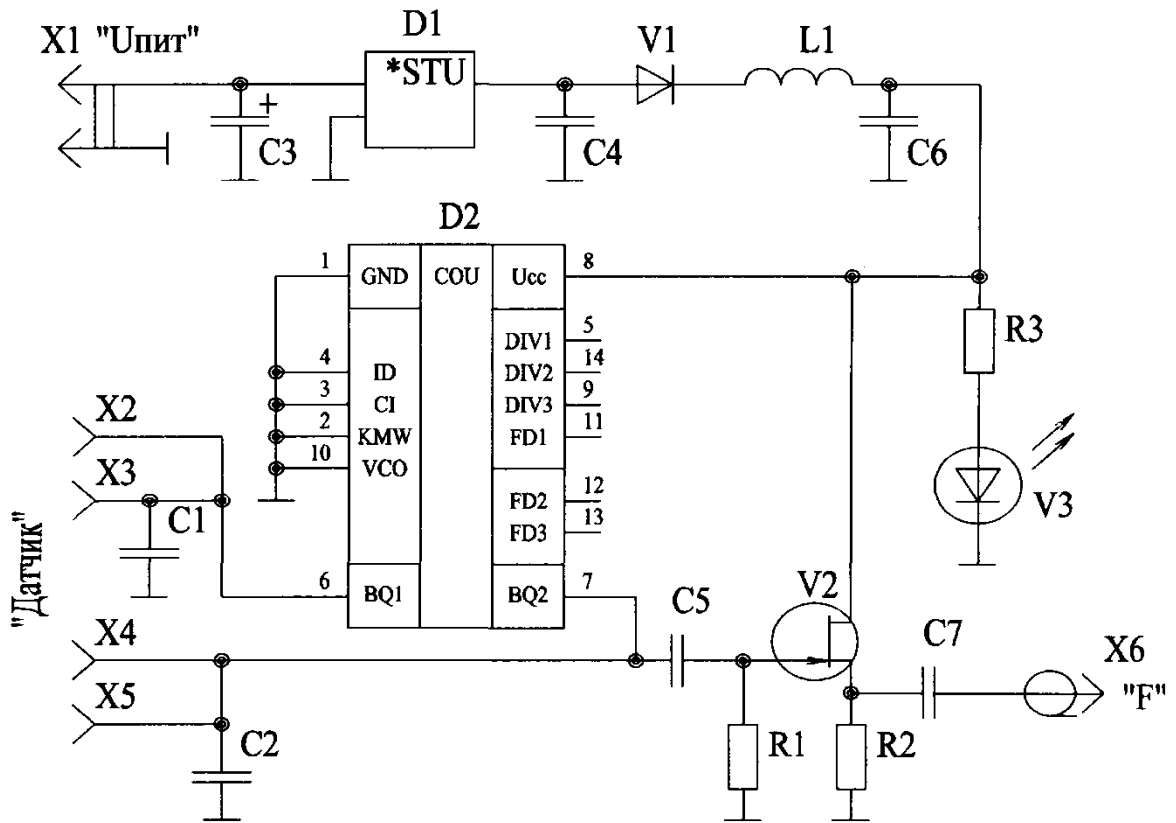 X1 "Uпит"
D1
V1
L1
*STU
+
C3
C4
C6
D2
1
GND
COU
Ucc
8
R3
DIV1
5
4
ID
DIV2
14
3
CI
DIV3
9
X2
2
KMW
FD1
11
10
VCO
X3
C1
FD2
12
FD3
13
V3
"Датчик"
6
BQ1
BQ2
7
V2
C5
C7
X4
X6
"F"
X5
C2
R1
R2